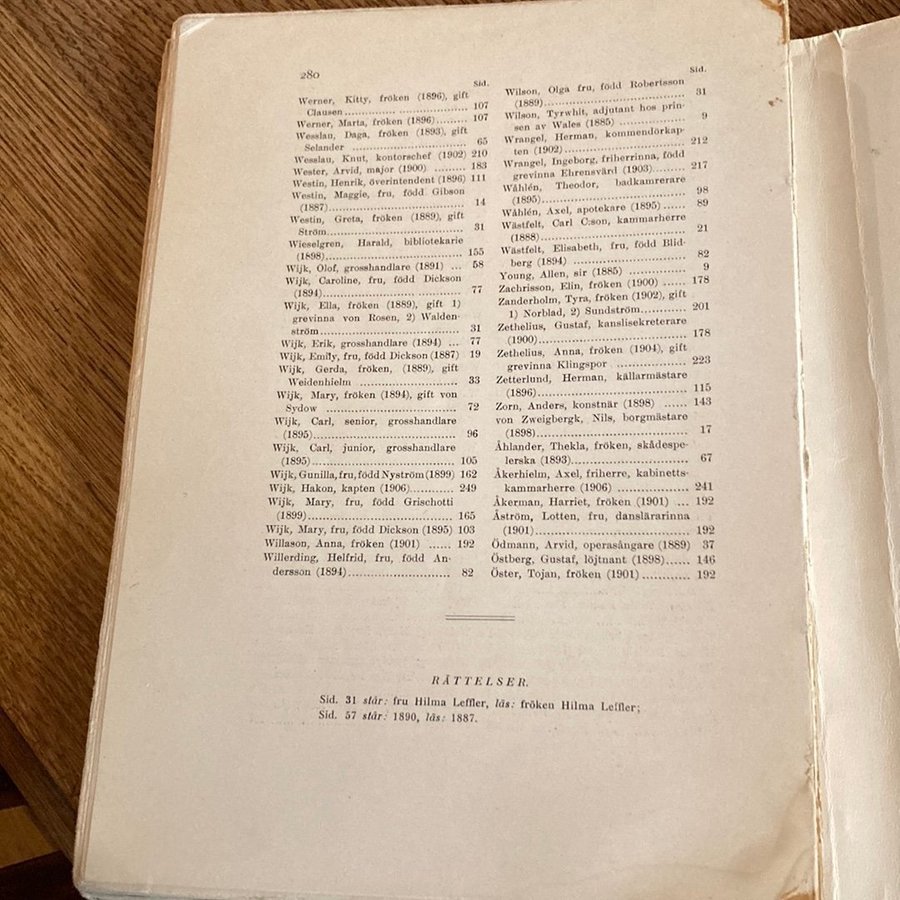 280
Sid.
Werner, Kitty, fröken (1896), gift
Clausen ........................................ 107
Werner, Marta, fröken (1896)......... 107
Wesslau, Daga, fröken (1893), gift
Selander ........................................ 65
Wesslau, Knut, kontorschef (1902) 210
Wester, Arvid, major (1900) ......... 183
Westin, Henrik, överintendent (1896) 111
Westin, Maggie, fru, född Gibson
(1887)............................................ 14
Westin, Greta, fröken (1889), gift
Ström............................................ 31
Wieselgren, Harald, bibliotekarie
(1898)............................................ 155
Wijk, Olof, grosshandlare (1891) ... 58
Wijk, Caroline, fru, född Dickson
(1894)............................................ 77
Wijk, Ella, fröken (1889), gift 1)
grevinna von Rosen, 2) Walden-
ström............................................ 31
Wijk, Erik, grosshandlare (1894) ... 77
Wijk, Emily, fru, född Dickson (1887) 19
Wijk, Gerda, fröken, (1889), gift
Weidenhielm ................................ 33
Wijk, Mary, fröken (1894), gift von
Sydow ........................................ 72
Wijk, Carl, senior, grosshandlare
(1895)............................................ 96
Wijk, Carl, junior, grosshandlare
(1895)............................................ 105
Wijk, Gunilla, fru, född Nyström (1899) 162
Wijk, Hakon, kapten (1906)............ 249
Wijk, Mary, fru, född Grischotti
(1899)............................................ 165
Wijk, Mary, fru, född Dickson (1895) 103
Willason, Anna, fröken (1901) ...... 192
Willerding, Helfrid, fru, född An-
dersson (1894)................................ 82
Sid.
Wilson, Olga fru, född Robertsson
(1889)............................................ 31
Wilson, Tyrwhit, adjutant hos prin-
sen av Wales (1885) .................... 9
Wrangel, Herman, kommendörkap-
ten (1902) .................................... 212
Wrangel, Ingeborg, friherrinna, född
grevinna Ehrensvärd (1903)......... 217
Wåhlén, Theodor, badkamrerare
(1895)............................................ 98
Wåhlén, Axel, apotekare (1895) ...... 89
Wästfelt, Carl C:son, kammarherre
(1888)............................................ 21
Wästfelt, Elisabeth, fru, född Blid-
berg (1894) ................................ 82
Young, Allen, sir (1885) ............... 9
Zachrisson, Elin, fröken (1900) ...... 178
Zanderholm, Tyra, fröken (1902), gift
1) Norblad, 2) Sundström............ 201
Zethelius, Gustaf, kanslisekreterare
(1900)............................................ 178
Zethelius, Anna, fröken (1904), gift
grevinna Klingspor .................... 223
Zetterlund, Herman, källarmästare
(1896)............................................ 115
Zorn, Anders, konstnär (1898) ...... 143
von Zweigbergk, Nils, borgmästare
(1898)............................................ 17
Åhlander, Thekla, fröken, skådespe-
lerska (1893)................................ 67
Åkerhielm, Axel, friherre, kabinetts-
kammarherre (1906) .................... 241
Åkerman, Harriet, fröken (1901) ... 192
Åström, Lotten, fru, danslärarinna
(1901)............................................ 192
Ödmann, Arvid, operasångare (1889) 37
Östberg, Gustaf, löjtnant (1898)...... 146
Öster, Tojan, fröken (1901)............ 192
RÄTTELSER.
Sid. 31 står: fru Hilma Leffler, läs: fröken Hilma Leffler;
Sid. 57 står: 1890, läs: 1887.